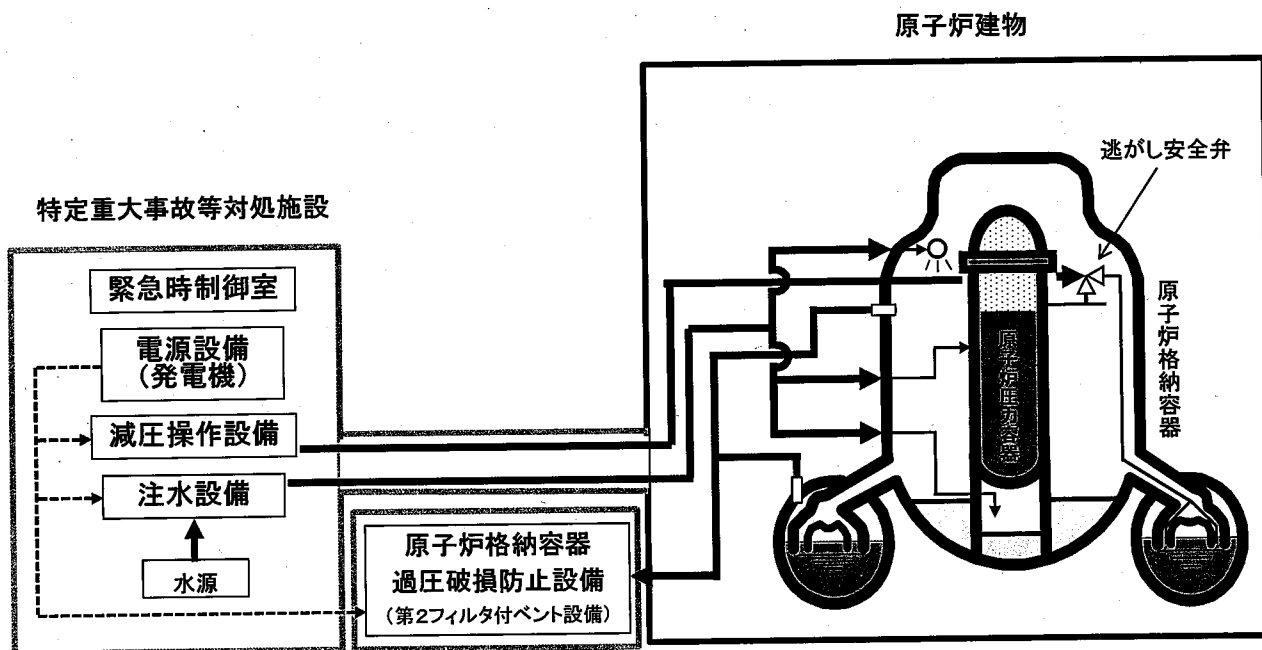 原子炉建物
逃がし安全弁
特定重大事故等対処施設
緊急時制御室
電源設備
(発電機)
減圧操作設備
注水設備
水源
原子炉格納容器
過圧破損防止設備
(第2フィルタ付ベント設備)
原子炉圧力容器
原子炉格納容器